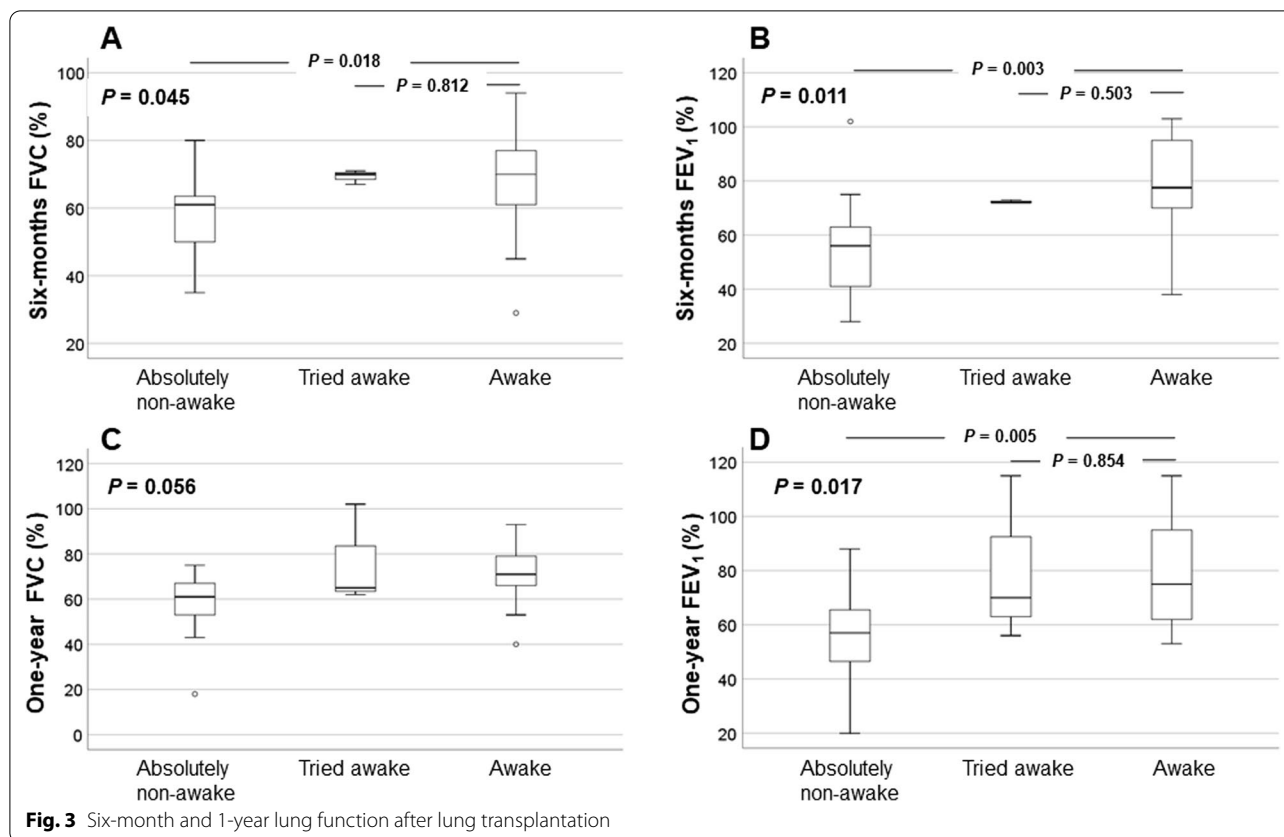 A
P = 0.018
P = 0.812
P = 0.045
Six-months FVC (%)
100
80
60
40
20
Absolutely
non-awake
Tried awake
Awake
B
P = 0.003
P = 0.503
P = 0.011
Six-months FEV₁ (%)
120
100
80
60
40
20
Absolutely
non-awake
Tried awake
Awake
C
P = 0.056
One-year FVC (%)
120
100
80
60
40
20
0
Absolutely
non-awake
Tried awake
Awake
D
P = 0.005
P = 0.854
P = 0.017
One-year FEV₁ (%)
120
100
80
60
40
20
Absolutely
non-awake
Tried awake
Awake
Fig. 3 Six-month and 1-year lung function after lung transplantation